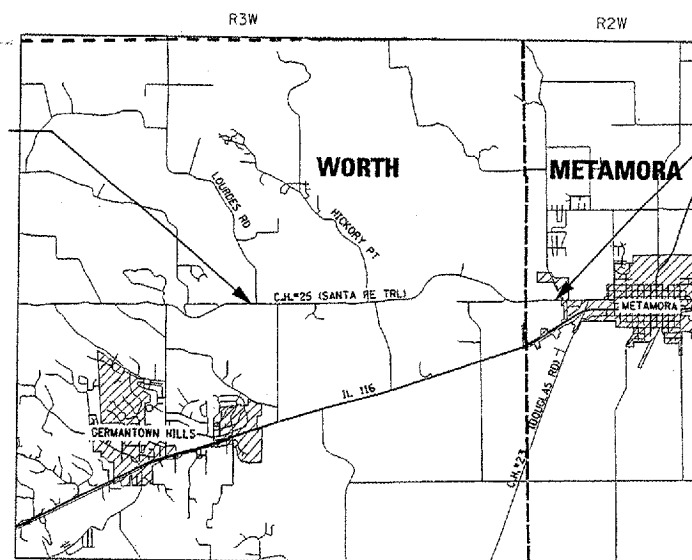 R3W
R2W
WORTH
METAMORA
LOURDES RD
HICKORY PT
C.H.#25 (SANTA FE TRL)
METAMORA
IL 116
GERMANTOWN HILLS
C.H.#23 (DOUGLAS RD)